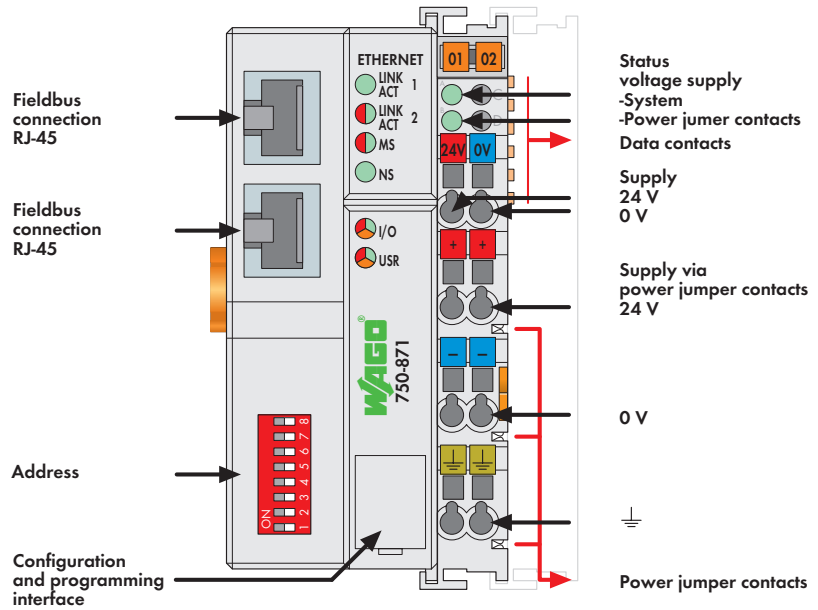 Fieldbus
connection
RJ-45
Fieldbus
connection
RJ-45
Address
Configuration
and programming
interface
ETHERNET
LINK
ACT 1
LINK
ACT 2
MS
NS
I/O
USR
WAGO®
750-871
ON
1 2 3 4 5 6 7 8
01 02
A C
B D
24V 0V
+ +
– –
Status
voltage supply
-System
-Power jumer contacts
Data contacts
Supply
24 V
0 V
Supply via
power jumper contacts
24 V
0 V
Power jumper contacts